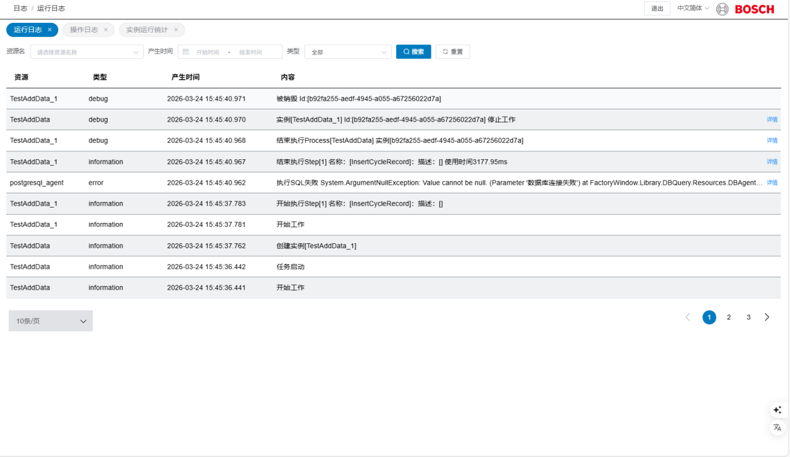 日志 / 运行日志
退出 中文简体 BOSCH
运行日志 × 操作日志 × 实例运行统计 ×
资源名 请选择资源名称 产生时间 开始时间 - 结束时间 类型 全部 搜索 重置
资源 类型 产生时间 内容
TestAddData_1 debug 2026-03-24 15:45:40.971 被销毁 Id:[b92fa255-aedf-4945-a055-a67256022d7a]
TestAddData debug 2026-03-24 15:45:40.970 实例[TestAddData_1] Id:[b92fa255-aedf-4945-a055-a67256022d7a] 停止工作 详情
TestAddData_1 debug 2026-03-24 15:45:40.968 结束执行Process[TestAddData] 实例[b92fa255-aedf-4945-a055-a67256022d7a] 详情
TestAddData_1 information 2026-03-24 15:45:40.967 结束执行Step[1] 名称：[InsertCycleRecord]：描述：[] 使用时间3177.95ms 详情
postgresql_agent error 2026-03-24 15:45:40.962 执行SQL失败 System.ArgumentNullException: Value cannot be null. (Parameter '数据库连接失败') at FactoryWindow.Library.DBQuery.Resources.DBAgent... 详情
TestAddData_1 information 2026-03-24 15:45:37.783 开始执行Step[1] 名称：[InsertCycleRecord]：描述：[]
TestAddData_1 information 2026-03-24 15:45:37.781 开始工作
TestAddData information 2026-03-24 15:45:37.762 创建实例[TestAddData_1]
TestAddData information 2026-03-24 15:45:36.442 任务启动
TestAddData information 2026-03-24 15:45:36.441 开始工作
10条/页 1 2 3